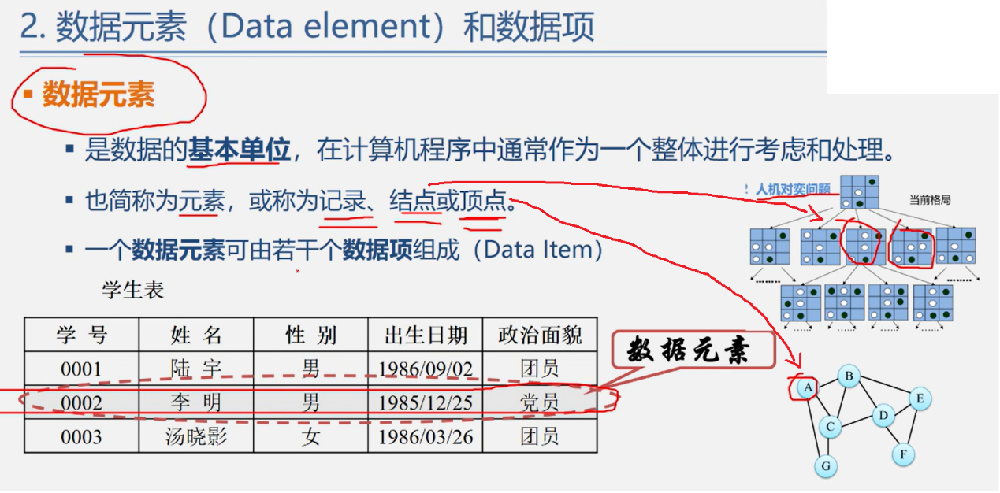 2. 数据元素（Data element）和数据项
▪ 数据元素
▪ 是数据的基本单位，在计算机程序中通常作为一个整体进行考虑和处理。
▪ 也简称为元素，或称为记录、结点或顶点。
▪ 一个数据元素可由若干个数据项组成（Data Item）
学生表
学 号 姓 名 性 别 出生日期 政治面貌
0001 陆 宇 男 1986/09/02 团员
0002 李 明 男 1985/12/25 党员
0003 汤晓影 女 1986/03/26 团员
数据元素
人机对奕问题
当前格局
........ ........
...... ...... ...... ......
A
B
E
D
C
F
G